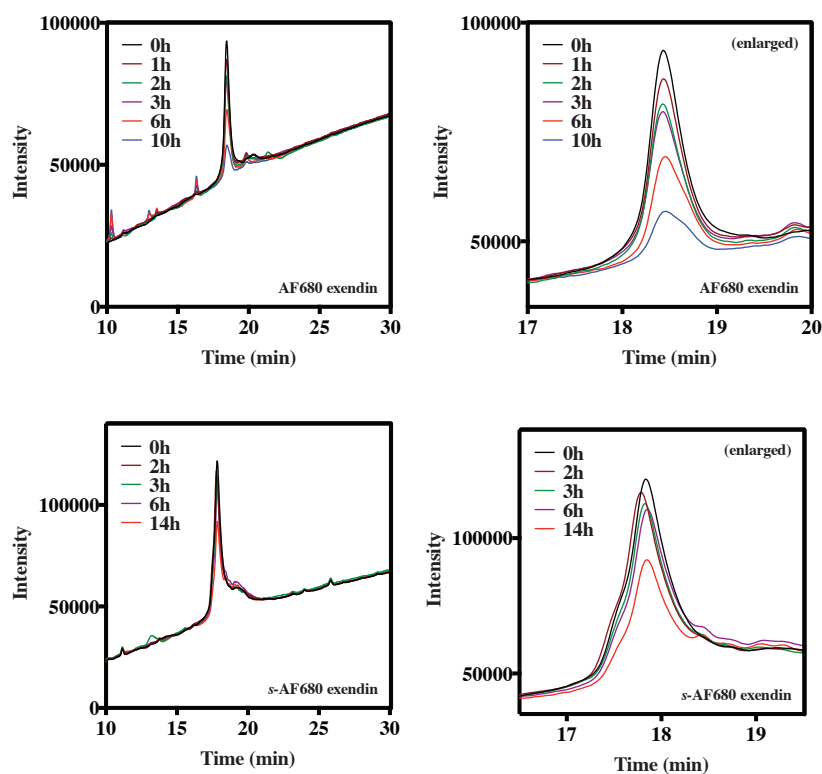 100000
50000
0
Intensity
0h
1h
2h
3h
6h
10h
AF680 exendin
10 15 20 25 30
Time (min)
100000
50000
Intensity
0h
1h
2h
3h
6h
10h
(enlarged)
AF680 exendin
17 18 19 20
Time (min)
100000
50000
0
Intensity
0h
2h
3h
6h
14h
s-AF680 exendin
10 15 20 25 30
Time (min)
100000
50000
Intensity
0h
2h
3h
6h
14h
(enlarged)
s-AF680 exendin
17 18 19
Time (min)